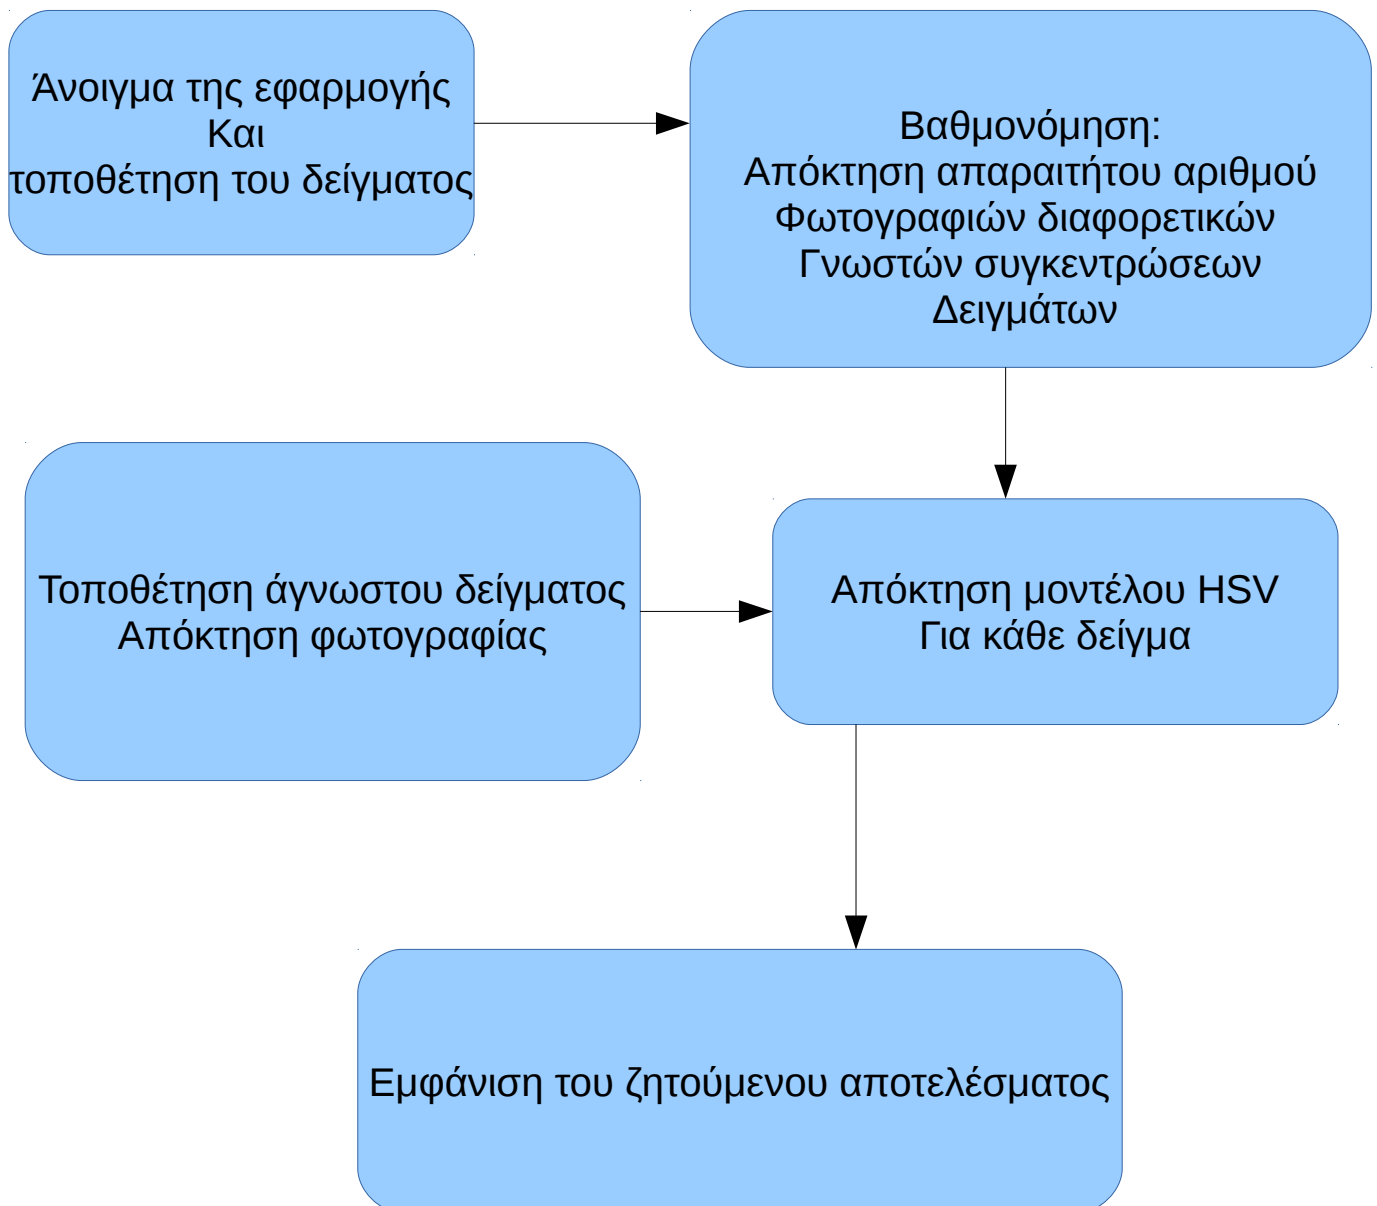 Άνοιγμα της εφαρμογής
Και
τοποθέτηση του δείγματος
Βαθμονόμηση:
Απόκτηση απαραιτήτου αριθμού
Φωτογραφιών διαφορετικών
Γνωστών συγκεντρώσεων
Δειγμάτων
Τοποθέτηση άγνωστου δείγματος
Απόκτηση φωτογραφίας
Απόκτηση μοντέλου HSV
Για κάθε δείγμα
Εμφάνιση του ζητούμενου αποτελέσματος